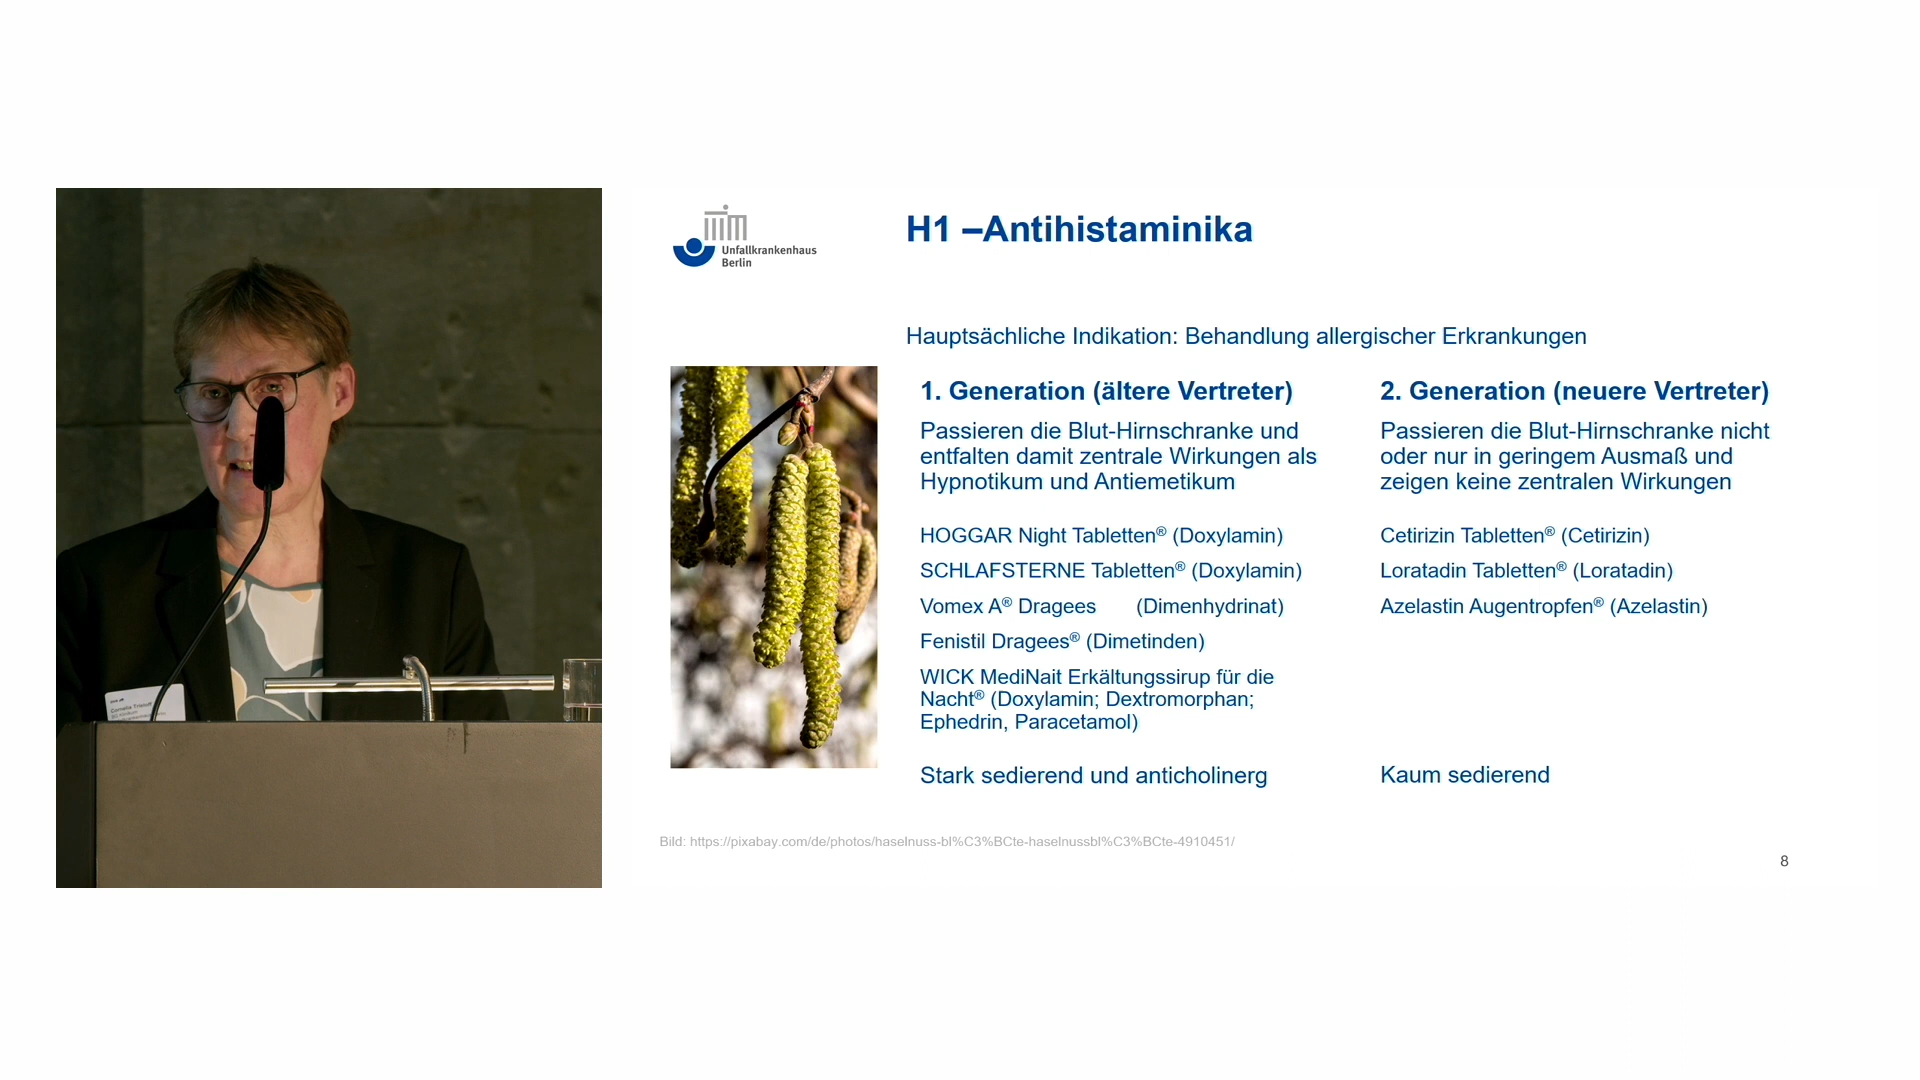 Unfallkrankenhaus
Berlin
H1 –Antihistaminika
Hauptsächliche Indikation: Behandlung allergischer Erkrankungen
1. Generation (ältere Vertreter)
Passieren die Blut-Hirnschranke und
entfalten damit zentrale Wirkungen als
Hypnotikum und Antiemetikum
HOGGAR Night Tabletten® (Doxylamin)
SCHLAFSTERNE Tabletten® (Doxylamin)
Vomex A® Dragees (Dimenhydrinat)
Fenistil Dragees® (Dimetinden)
WICK MediNait Erkältungssirup für die
Nacht® (Doxylamin; Dextromorphan;
Ephedrin, Paracetamol)
Stark sedierend und anticholinerg
2. Generation (neuere Vertreter)
Passieren die Blut-Hirnschranke nicht
oder nur in geringem Ausmaß und
zeigen keine zentralen Wirkungen
Cetirizin Tabletten® (Cetirizin)
Loratadin Tabletten® (Loratadin)
Azelastin Augentropfen® (Azelastin)
Kaum sedierend
Bild: https://pixabay.com/de/photos/haselnuss-bl%C3%BCte-haselnussbl%C3%BCte-4910451/
8
Cornelia